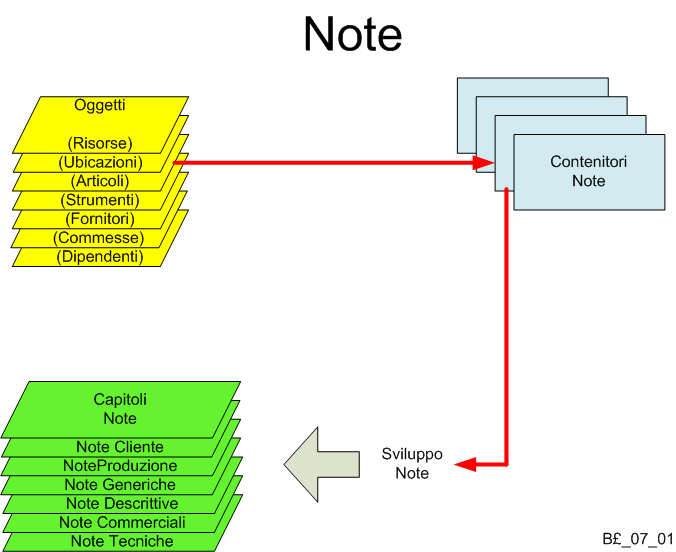 Note
Oggetti
(Risorse)
(Ubicazioni)
(Articoli)
(Strumenti)
(Fornitori)
(Commesse)
(Dipendenti)
Contenitori
Note
Capitoli
Note
Note Cliente
NoteProduzione
Note Generiche
Note Descrittive
Note Commerciali
Note Tecniche
Sviluppo
Note
B£_07_01